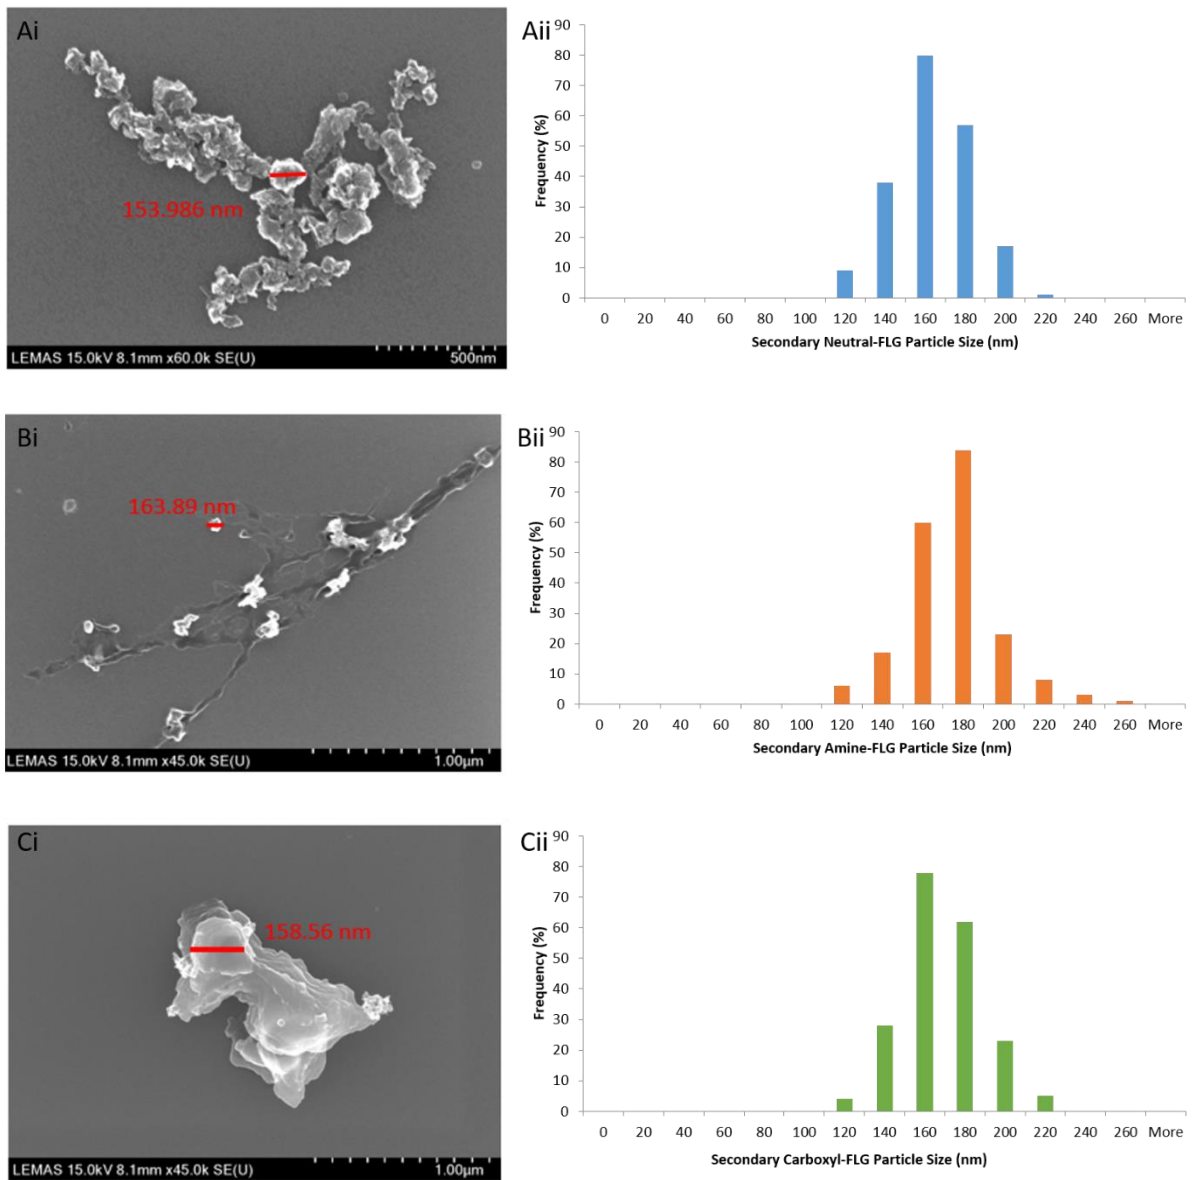 Ai
153.986 nm
LEMAS 15.0kV 8.1mm x60.0k SE(U)
500nm
Aii
90
80
70
60
50
40
30
20
10
0
Frequency (%)
0 20 40 60 80 100 120 140 160 180 200 220 240 260 More
Secondary Neutral-FLG Particle Size (nm)
Bi
163.89 nm
LEMAS 15.0kV 8.1mm x45.0k SE(U)
1.00µm
Bii
90
80
70
60
50
40
30
20
10
0
Frequency (%)
0 20 40 60 80 100 120 140 160 180 200 220 240 260 More
Secondary Amine-FLG Particle Size (nm)
Ci
158.56 nm
LEMAS 15.0kV 8.1mm x45.0k SE(U)
1.00µm
Cii
90
80
70
60
50
40
30
20
10
0
Frequency (%)
0 20 40 60 80 100 120 140 160 180 200 220 240 260 More
Secondary Carboxyl-FLG Particle Size (nm)